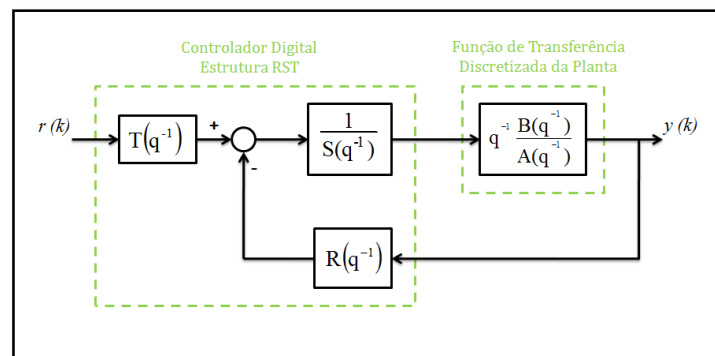 Controlador Digital
Estrutura RST
Função de Transferência
Discretizada da Planta
r (k)
T(q⁻¹)
+
-
1
S(q⁻¹)
q⁻¹ B(q⁻¹)
A(q⁻¹)
y (k)
R(q⁻¹)